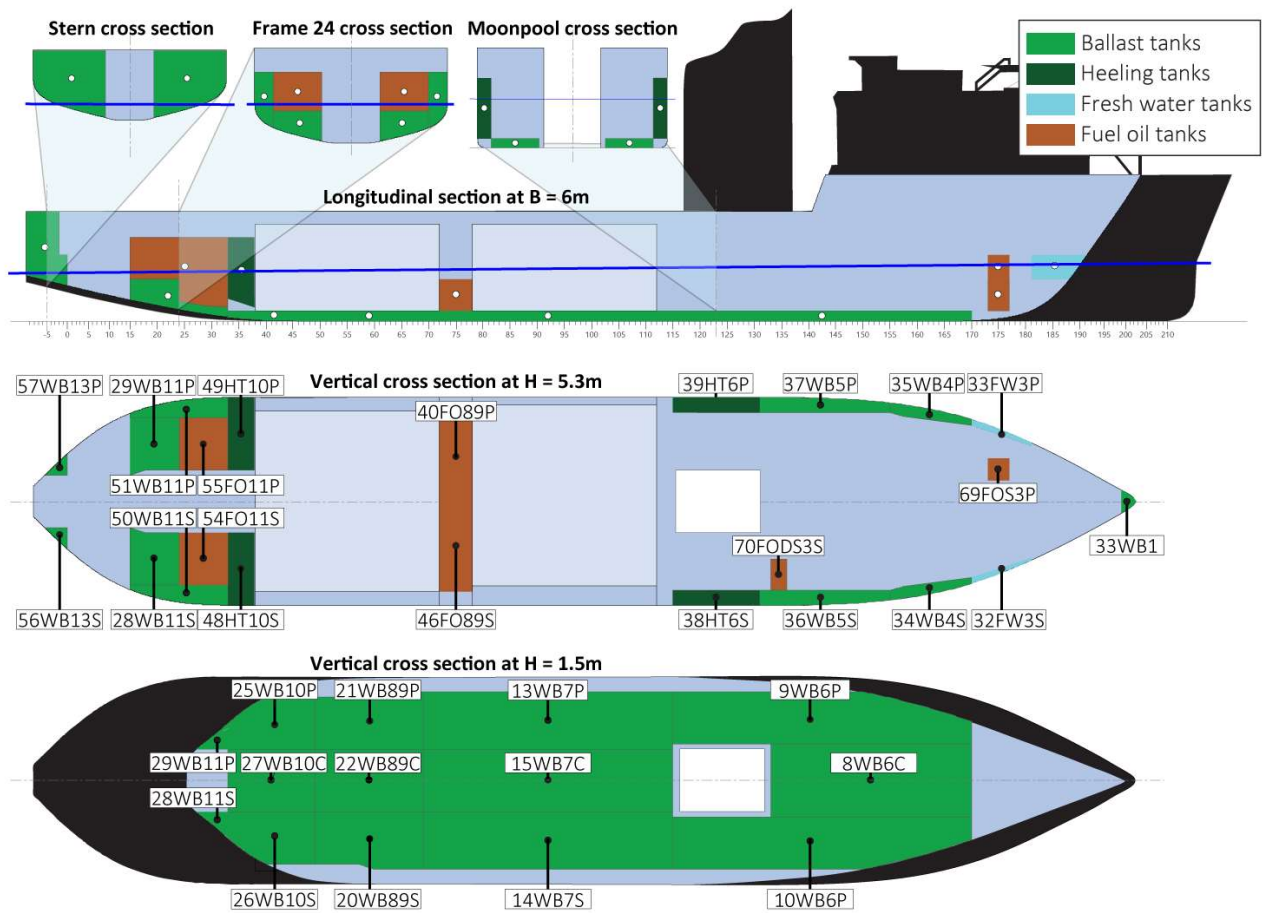 Stern cross section
Frame 24 cross section
Moonpool cross section
Ballast tanks
Heeling tanks
Fresh water tanks
Fuel oil tanks
Longitudinal section at B = 6m
-5 0 5 10 15 20 25 30 35 40 45 50 55 60 65 70 75 80 85 90 95 100 105 110 115 120 125 130 135 140 145 150 155 160 165 170 175 180 185 190 195 200 205 210
Vertical cross section at H = 5.3m
57WB13P 29WB11P 49HT10P 39HT6P 37WB5P 35WB4P 33FW3P
40FO89P
51WB11P 55FO11P
69FOS3P
50WB11S 54FO11S
70FODS3S
33WB1
56WB13S 28WB11S 48HT10S 46FO89S 38HT6S 36WB5S 34WB4S 32FW3S
Vertical cross section at H = 1.5m
25WB10P 21WB89P 13WB7P 9WB6P
29WB11P 27WB10C 22WB89C 15WB7C 8WB6C
28WB11S
26WB10S 20WB89S 14WB7S 10WB6P